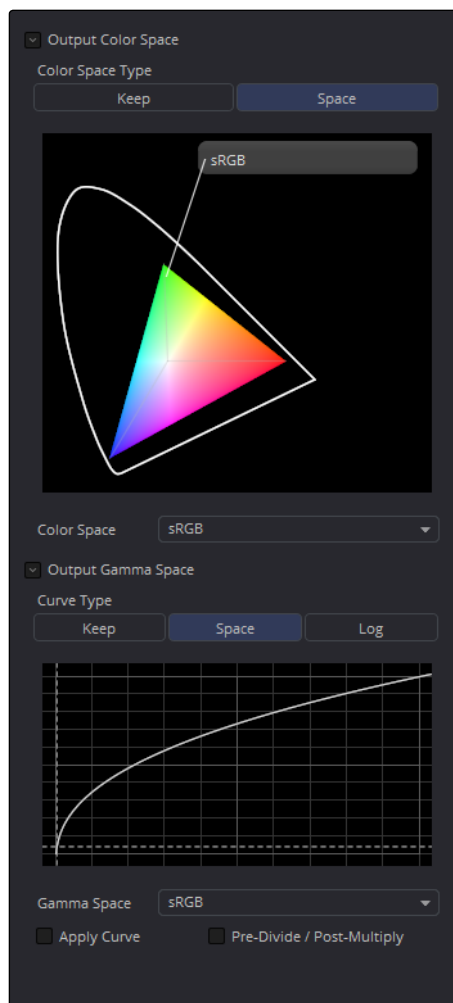 Output Color Space
Color Space Type
Keep Space
sRGB
Color Space sRGB
Output Gamma Space
Curve Type
Keep Space Log
Gamma Space sRGB
Apply Curve Pre-Divide / Post-Multiply